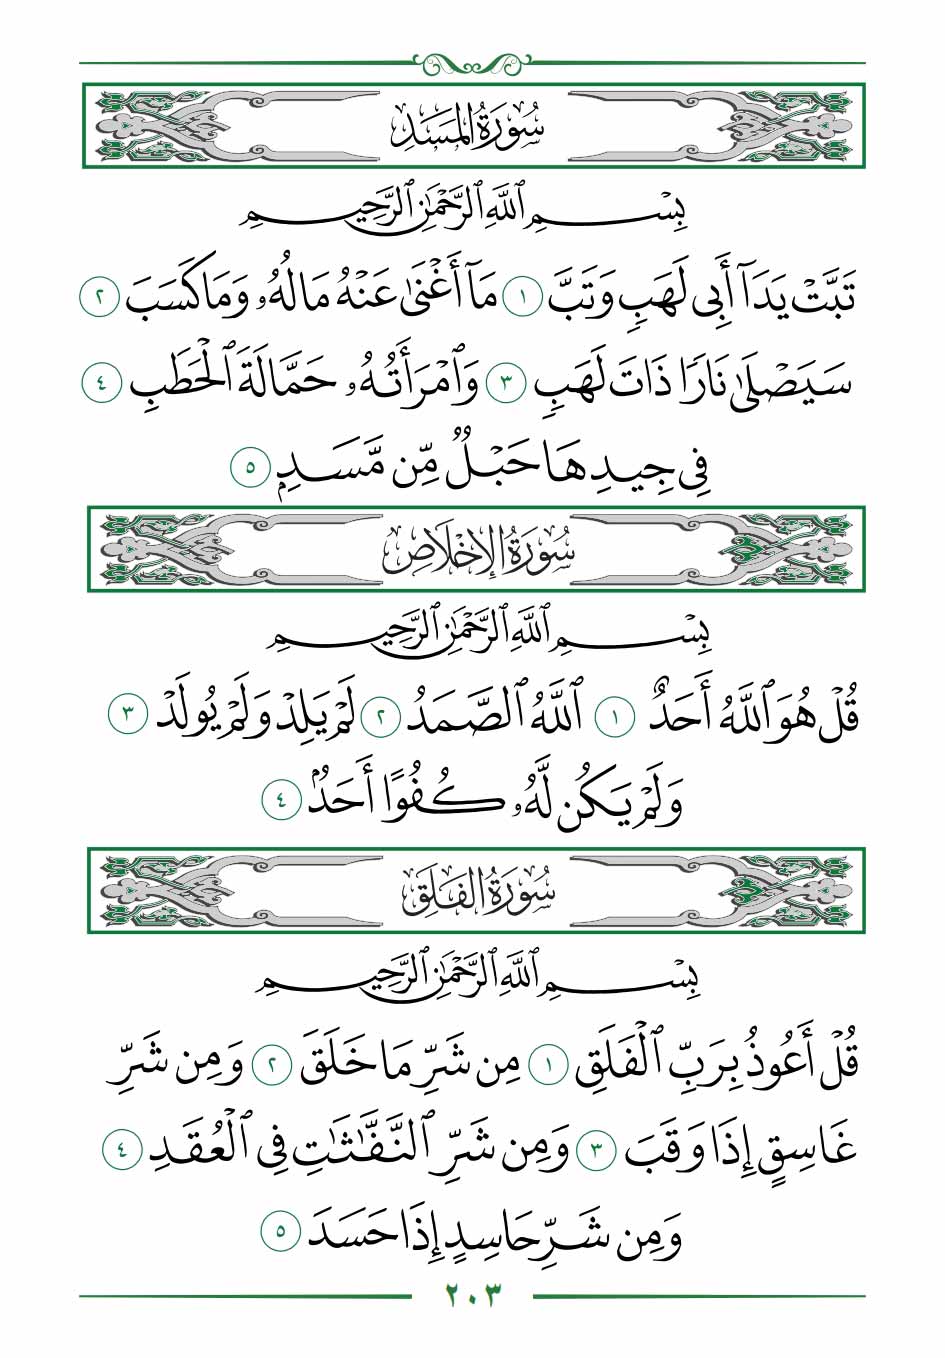 سُورَةُ المَسَدِ
بِسْمِ ٱللَّهِ ٱلرَّحْمَٰنِ ٱلرَّحِيمِ
تَبَّتْ يَدَآ أَبِى لَهَبٍ وَتَبَّ ١ مَآ أَغْنَىٰ عَنْهُ مَالُهُۥ وَمَا كَسَبَ ٢
سَيَصْلَىٰ نَارًا ذَاتَ لَهَبٍ ٣ وَٱمْرَأَتُهُۥ حَمَّالَةَ ٱلْحَطَبِ ٤
فِى جِيدِهَا حَبْلٌ مِّن مَّسَدٍۭ ٥
سُورَةُ الإِخْلَاصِ
بِسْمِ ٱللَّهِ ٱلرَّحْمَٰنِ ٱلرَّحِيمِ
قُلْ هُوَ ٱللَّهُ أَحَدٌ ١ ٱللَّهُ ٱلصَّمَدُ ٢ لَمْ يَلِدْ وَلَمْ يُولَدْ ٣
وَلَمْ يَكُن لَّهُۥ كُفُوًا أَحَدٌۢ ٤
سُورَةُ الفَلَقِ
بِسْمِ ٱللَّهِ ٱلرَّحْمَٰنِ ٱلرَّحِيمِ
قُلْ أَعُوذُ بِرَبِّ ٱلْفَلَقِ ١ مِن شَرِّ مَا خَلَقَ ٢ وَمِن شَرِّ
غَاسِقٍ إِذَا وَقَبَ ٣ وَمِن شَرِّ ٱلنَّفَّٰثَٰتِ فِى ٱلْعُقَدِ ٤
وَمِن شَرِّ حَاسِدٍ إِذَا حَسَدَ ٥
٢٠٣